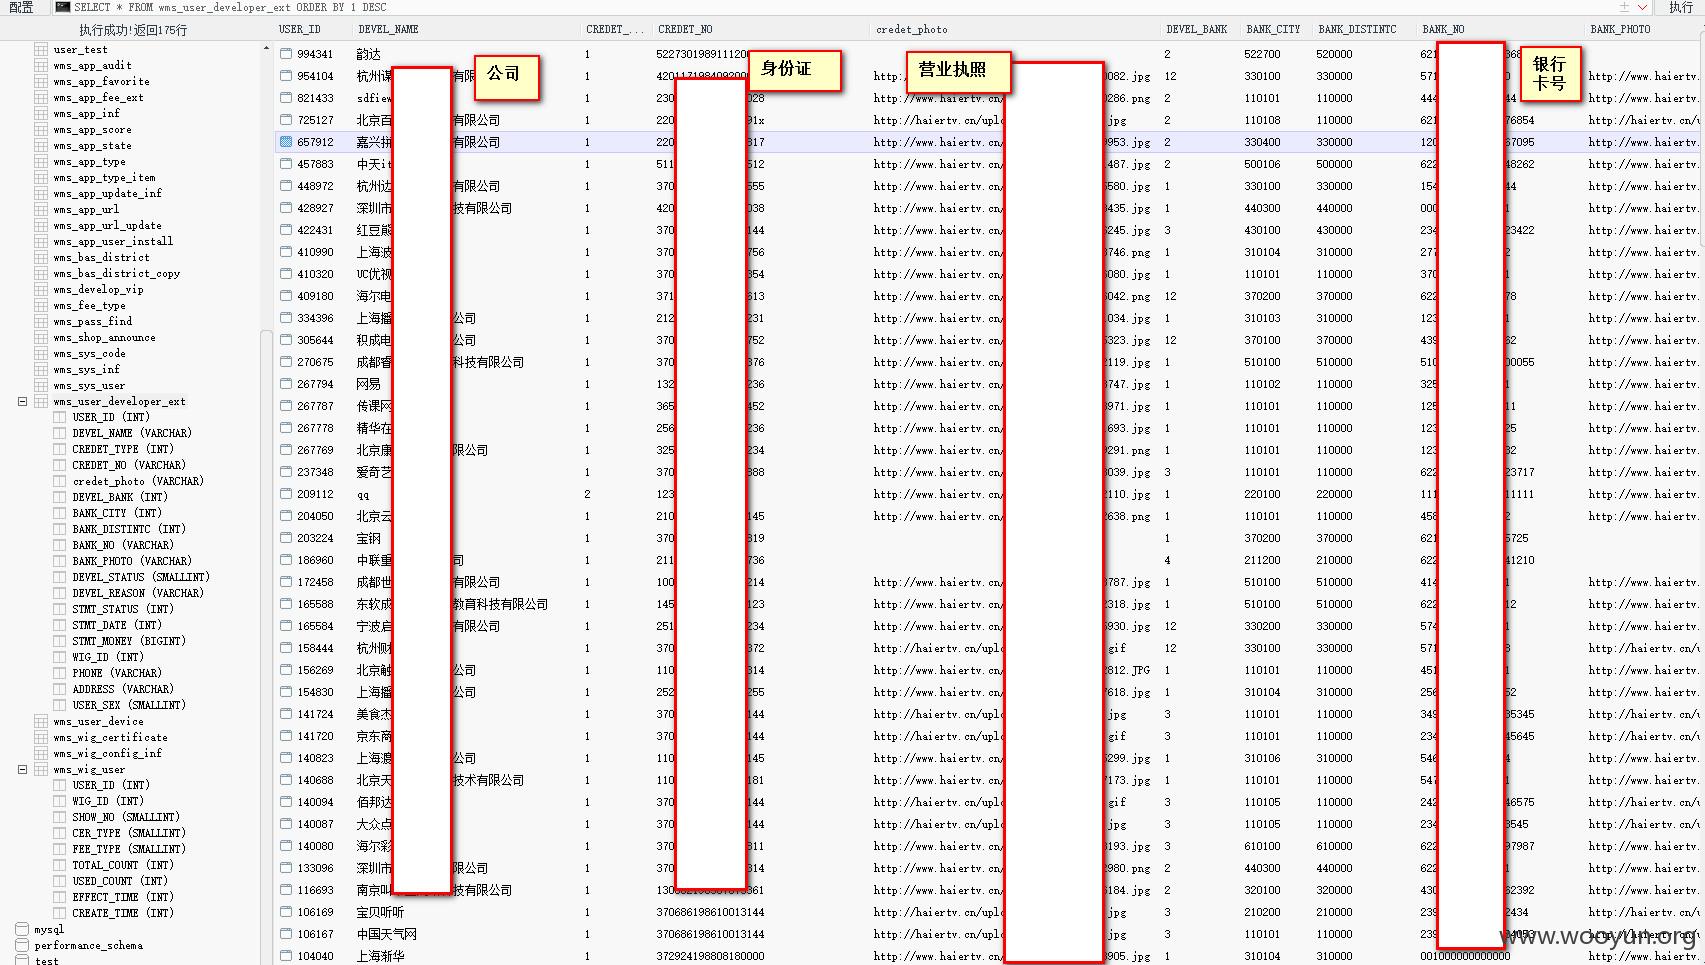 配置
SELECT * FROM wms_user_developer_ext ORDER BY 1 DESC
执行
执行成功!返回175行
user_test
wms_app_audit
wms_app_favorite
wms_app_fee_ext
wms_app_inf
wms_app_score
wms_app_state
wms_app_type
wms_app_type_item
wms_app_update_inf
wms_app_url
wms_app_url_update
wms_app_user_install
wms_bas_district
wms_bas_district_copy
wms_develop_vip
wms_fee_type
wms_pass_find
wms_shop_announce
wms_sys_code
wms_sys_inf
wms_sys_user
wms_user_developer_ext
USER_ID (INT)
DEVEL_NAME (VARCHAR)
CREDET_TYPE (INT)
CREDET_NO (VARCHAR)
credet_photo (VARCHAR)
DEVEL_BANK (INT)
BANK_CITY (INT)
BANK_DISTINTC (INT)
BANK_NO (VARCHAR)
BANK_PHOTO (VARCHAR)
DEVEL_STATUS (SMALLINT)
DEVEL_REASON (VARCHAR)
STMT_STATUS (INT)
STMT_DATE (INT)
STMT_MONEY (BIGINT)
WIG_ID (INT)
PHONE (VARCHAR)
ADDRESS (VARCHAR)
USER_SEX (SMALLINT)
wms_user_device
wms_wig_certificate
wms_wig_config_inf
wms_wig_user
USER_ID (INT)
WIG_ID (INT)
SHOW_NO (SMALLINT)
CER_TYPE (SMALLINT)
FEE_TYPE (SMALLINT)
TOTAL_COUNT (INT)
USED_COUNT (INT)
EFFECT_TIME (INT)
CREATE_TIME (INT)
mysql
performance_schema
test
USER_ID DEVEL_NAME CREDET_... CREDET_NO credet_photo DEVEL_BANK BANK_CITY BANK_DISTINTC BANK_NO BANK_PHOTO
公司
身份证
营业执照
银行
卡号
994341 韵达 1 2 522700 520000 621
954104 杭州 有限 1 http: 0082.jpg 12 330100 330000 571 http://www.haiertv
821433 sdfiew 1 230 028 http://www.haiertv.cn/ 0286.png 2 110101 110000 444 44 http://www.haiertv
725127 北京百 有限公司 1 220 91x http://haiertv.cn/uplo jpg 2 110108 110000 621 76854 http://haiertv.cn/u
657912 嘉兴拼 有限公司 1 220 317 http://www.haiertv.cn/ 9953.jpg 2 330400 330000 120 67095 http://www.haiertv
457883 中天it 1 511 512 http://www.haiertv.cn/ 1487.jpg 2 500106 500000 622 48262 http://www.haiertv
448972 杭州边 有限公司 1 370 555 http://www.haiertv.cn/ 5580.jpg 1 330100 330000 154 44 http://www.haiertv
428927 深圳市 技有限公司 1 420 038 http://www.haiertv.cn/ 3435.jpg 1 440300 440000 000 1 http://www.haiertv
422431 红豆熊 1 370 144 http://www.haiertv.cn/ 6245.jpg 3 430100 430000 234 23422 http://www.haiertv
410990 上海波 1 370 756 http://www.haiertv.cn/ 3746.png 1 310104 310000 277 2 http://www.haiertv
410320 UC优视 1 370 354 http://www.haiertv.cn/ 6080.jpg 1 110101 110000 370 1 http://www.haiertv
409180 海尔电 1 371 613 http://www.haiertv.cn/ 6042.png 12 370200 370000 622 78 http://www.haiertv
334396 上海播 公司 1 212 231 http://www.haiertv.cn/ 1034.jpg 1 310103 310000 123 1 http://www.haiertv
305644 积成电 公司 1 370 752 http://www.haiertv.cn/ 5323.jpg 12 370100 370000 439 62 http://www.haiertv
270675 成都睿 科技有限公司 1 370 376 http://www.haiertv.cn/ 2119.jpg 1 510100 510000 510 00055 http://www.haiertv
267794 网易 1 132 236 http://www.haiertv.cn/ 3747.jpg 1 110102 110000 325 1 http://www.haiertv
267787 传课网 1 365 452 http://www.haiertv.cn/ 3971.jpg 1 110101 110000 125 11 http://www.haiertv
267778 精华在 1 256 236 http://www.haiertv.cn/ 1693.jpg 1 110101 110000 123 25 http://www.haiertv
267769 北京康 限公司 1 325 234 http://www.haiertv.cn/ 9291.png 1 110101 110000 123 32 http://www.haiertv
237348 爱奇艺 1 370 388 http://www.haiertv.cn/ 8039.jpg 3 110101 110000 622 23717 http://www.haiertv
209112 qq 2 123 http://www.haiertv.cn/ 2110.jpg 1 220100 220000 111 11111 http://www.haiertv
204050 北京云 1 210 145 http://www.haiertv.cn/ 2638.png 1 110101 110000 458 2 http://www.haiertv
203224 宝钢 1 370 319 1 370200 370000 621 5725
186960 中联重 司 1 211 736 4 211200 210000 622 41210
172458 成都世 有限公司 1 100 214 http://www.haiertv.cn/ 3787.jpg 1 510100 510000 414 1 http://www.haiertv
165588 东软成 教育科技有限公司 1 145 123 http://www.haiertv.cn/ 2318.jpg 1 510100 510000 622 12 http://www.haiertv
165584 宁波启 有限公司 1 251 234 http://www.haiertv.cn/ 5930.jpg 12 330200 330000 574 1 http://www.haiertv
158444 杭州 1 370 372 http://haiertv.cn/uplo gif 12 330100 330000 571 3 http://haiertv.cn/u
156269 北京触 公司 1 110 314 http://www.haiertv.cn/ 2812.JPG 1 110101 110000 451 1 http://www.haiertv
154830 上海播 公司 1 252 255 http://www.haiertv.cn/ 7618.jpg 1 310104 310000 256 52 http://www.haiertv
141724 美食杰 1 370 144 http://haiertv.cn/uplo jpg 3 110101 110000 349 35345 http://haiertv.cn/u
141720 京东商 1 370 144 http://haiertv.cn/uplo gif 3 110101 110000 234 45645 http://haiertv.cn/u
140823 上海 公司 1 110 145 http://www.haiertv.cn/ 5299.jpg 1 310106 310000 546 4 http://www.haiertv
140688 北京天 技术有限公司 1 110 181 http://www.haiertv.cn/ 7173.jpg 1 110101 110000 547 1 http://www.haiertv
140094 佰邦达 1 370 144 http://haiertv.cn/uplo gif 3 110105 110000 242 46575 http://haiertv.cn/u
140087 大众点 1 370 144 http://haiertv.cn/uplo jpg 3 110105 110000 234 3545 http://haiertv.cn/u
140080 海尔彩 1 370 311 http://www.haiertv.cn/ 3193.jpg 3 610100 610000 622 97987 http://www.haiertv
133096 深圳市 限公司 1 370 314 http://www.haiertv.cn/ 2980.png 2 440300 440000 622 1 http://www.haiertv
116693 南京叫 技有限公司 1 361 http://www.haiertv.cn/ 5184.jpg 2 320100 320000 430 62392 http://www.haiertv
106169 宝贝听听 1 370686198610013144 http://haiertv.cn/uplo jpg 3 210200 210000 239 2434 http://haiertv.cn/u
106167 中国天气网 1 370686198610013144 http://haiertv.cn/uplo jpg 3 110101 110000 239 http://haiertv.cn/u
104040 上海渐华 1 372924198808180000 http://www.haiertv.cn/ 3905.jpg 1 310104 310000 http://www.haiertv
www.wooyun.org